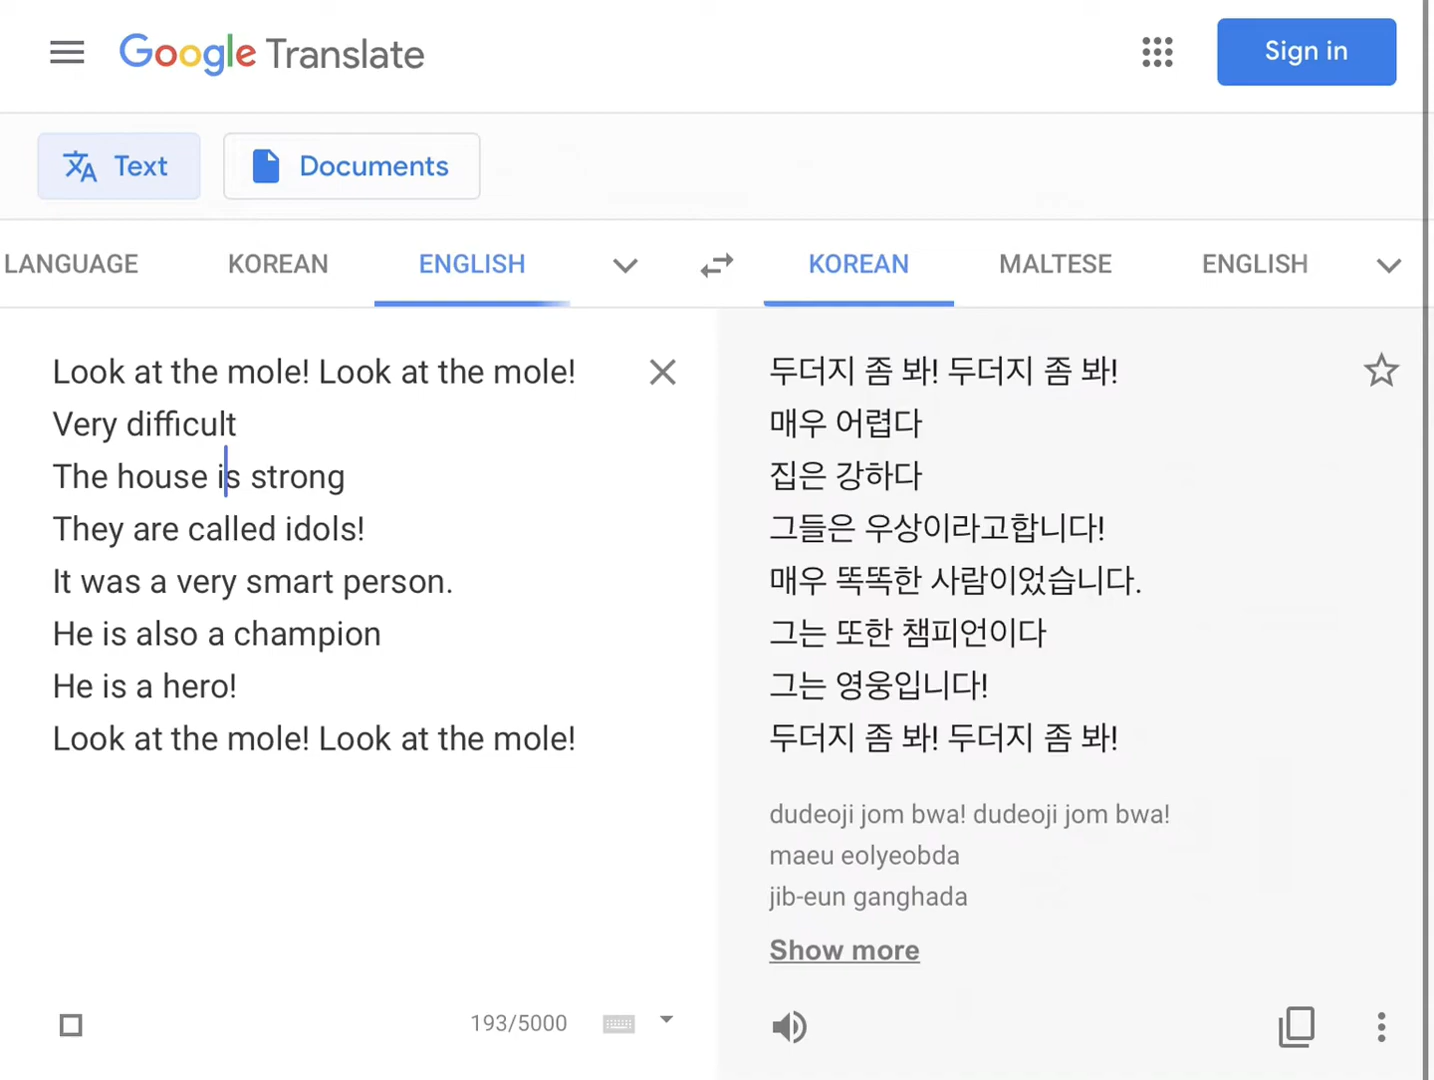 Google Translate
Sign in
Text
Documents
LANGUAGE
KOREAN
ENGLISH
KOREAN
MALTESE
ENGLISH
Look at the mole! Look at the mole!
Very difficult
The house is strong
They are called idols!
It was a very smart person.
He is also a champion
He is a hero!
Look at the mole! Look at the mole!
193/5000
두더지 좀 봐! 두더지 좀 봐!
매우 어렵다
집은 강하다
그들은 우상이라고합니다!
매우 똑똑한 사람이었습니다.
그는 또한 챔피언이다
그는 영웅입니다!
두더지 좀 봐! 두더지 좀 봐!
dudeoji jom bwa! dudeoji jom bwa!
maeu eolyeobda
jib-eun ganghada
Show more